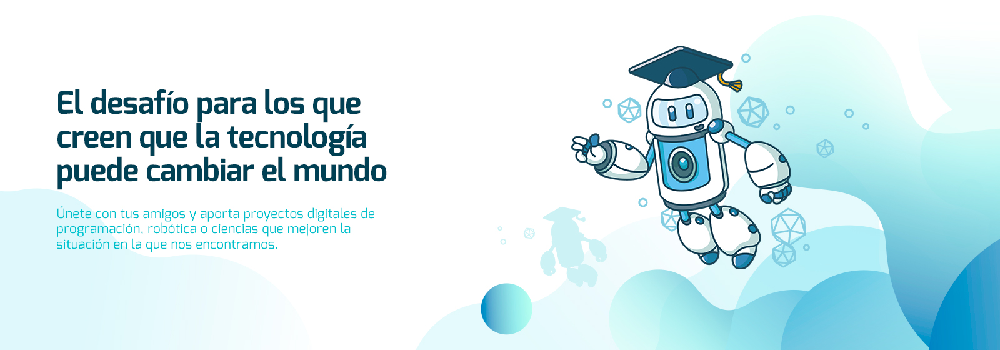 El desafío para los que
creen que la tecnología
puede cambiar el mundo
Únete con tus amigos y aporta proyectos digitales de
programación, robótica o ciencias que mejoren la
situación en la que nos encontramos.